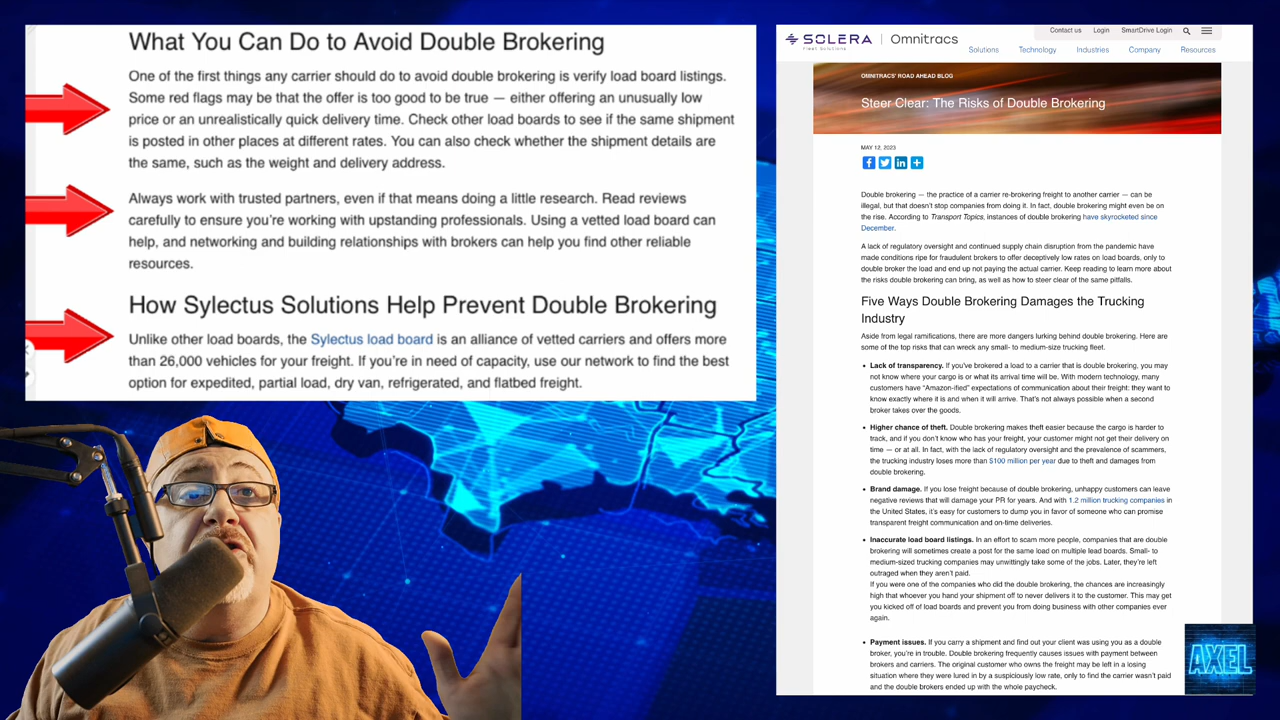 What You Can Do to Avoid Double Brokering
One of the first things any carrier should do to avoid double brokering is verify load board listings.
Some red flags may be that the offer is too good to be true — either offering an unusually low
price or an unrealistically quick delivery time. Check other load boards to see if the same shipment
is posted in other places at different rates. You can also check whether the shipment details are
the same, such as the weight and delivery address.
Always work with trusted partners, even if that means doing a little research. Read reviews
carefully to ensure you're working with upstanding professionals. Using a vetted load board can
help, and networking and building relationships with brokers can help you find other reliable
resources.
How Sylectus Solutions Help Prevent Double Brokering
Unlike other load boards, the Sylectus load board is an alliance of vetted carriers and offers more
than 26,000 vehicles for your freight. If you're in need of capacity, use our network to find the best
option for expedited, partial load, dry van, refrigerated, and flatbed freight.
SOLERA | Omnitracs
fleet solutions
Contact us Login SmartDrive Login
Solutions Technology Industries Company Resources
OMNITRACS' ROAD AHEAD BLOG
Steer Clear: The Risks of Double Brokering
MAY 12, 2023
Double brokering — the practice of a carrier re-brokering freight to another carrier — can be
illegal, but that doesn't stop companies from doing it. In fact, double brokering might even be on
the rise. According to Transport Topics, instances of double brokering have skyrocketed since
December.
A lack of regulatory oversight and continued supply chain disruption from the pandemic have
made conditions ripe for fraudulent brokers to offer deceptively low rates on load boards, only to
double broker the load and end up not paying the actual carrier. Keep reading to learn more about
the risks double brokering can bring, as well as how to steer clear of the same pitfalls.
Five Ways Double Brokering Damages the Trucking
Industry
Aside from legal ramifications, there are more dangers lurking behind double brokering. Here are
some of the top risks that can wreck any small- to medium-size trucking fleet.
• Lack of transparency. If you've brokered a load to a carrier that is double brokering, you may
not know where your cargo is or what its arrival time will be. With modern technology, many
customers have "Amazon-ified" expectations of communication about their freight: they want to
know exactly where it is and when it will arrive. That's not always possible when a second
broker takes over the goods.
• Higher chance of theft. Double brokering makes theft easier because the cargo is harder to
track, and if you don't know who has your freight, your customer might not get their delivery on
time — or at all. In fact, with the lack of regulatory oversight and the prevalence of scammers,
the trucking industry loses more than $100 million per year due to theft and damages from
double brokering.
• Brand damage. If you lose freight because of double brokering, unhappy customers can leave
negative reviews that will damage your PR for years. And with 1.2 million trucking companies in
the United States, it's easy for customers to dump you in favor of someone who can promise
transparent freight communication and on-time deliveries.
• Inaccurate load board listings. In an effort to scam more people, companies that are double
brokering will sometimes create a post for the same load on multiple lead boards. Small- to
medium-sized trucking companies may unwittingly take some of the jobs. Later, they're left
outraged when they aren't paid.
If you were one of the companies who did the double brokering, the chances are increasingly
high that whoever you hand your shipment off to never delivers it to the customer. This may get
you kicked off of load boards and prevent you from doing business with other companies ever
again.
• Payment issues. If you carry a shipment and find out your client was using you as a double
broker, you're in trouble. Double brokering frequently causes issues with payment between
brokers and carriers. The original customer who owns the freight may be left in a losing
situation where they were lured in by a suspiciously low rate, only to find the carrier wasn't paid
and the double brokers ended up with the whole paycheck.
AXEL